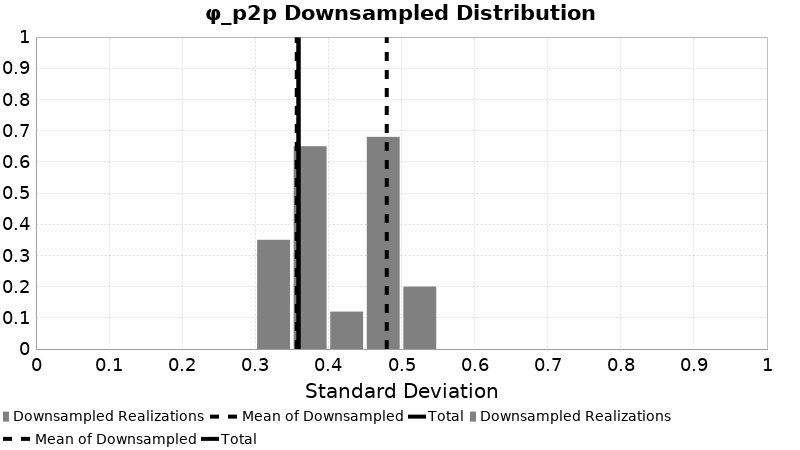 φ_p2p Downsampled Distribution
1
0.9
0.8
0.7
0.6
0.5
0.4
0.3
0.2
0.1
0
0 0.1 0.2 0.3 0.4 0.5 0.6 0.7 0.8 0.9 1
Standard Deviation
Downsampled Realizations Mean of Downsampled Total Downsampled Realizations
Mean of Downsampled Total